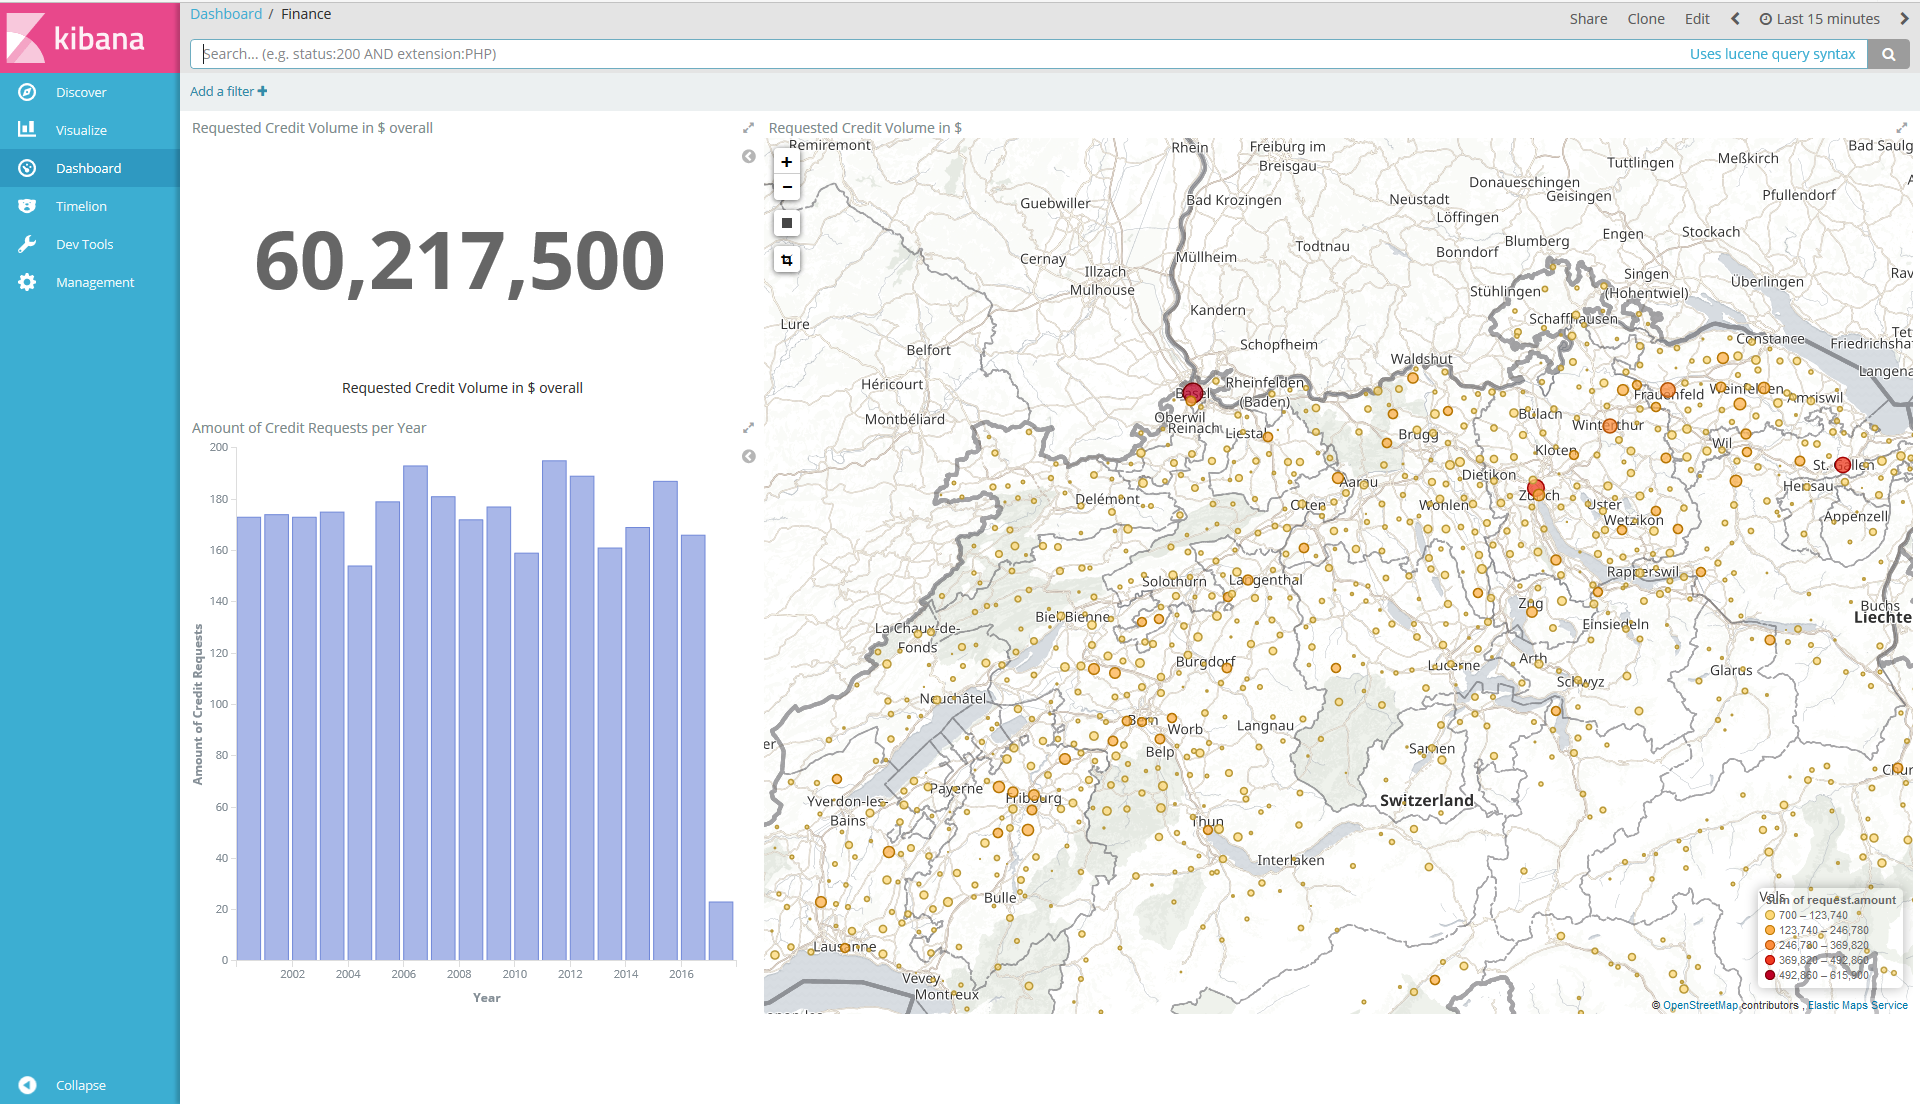 kibana
Discover
Visualize
Dashboard
Timelion
Dev Tools
Management
Collapse
Dashboard / Finance
Share Clone Edit Last 15 minutes
Search... (e.g. status:200 AND extension:PHP)
Uses lucene query syntax
Add a filter
Requested Credit Volume in $ overall
60,217,500
Requested Credit Volume in $ overall
Amount of Credit Requests per Year
200
180
160
140
120
100
80
60
40
20
0
Amount of Credit Requests
2002 2004 2006 2008 2010 2012 2014 2016
Year
Requested Credit Volume in $
+
−
Remiremont
Rhein
Freiburg im
Breisgau
Tuttlingen
Meßkirch
Bad Saulg
Donaueschingen
Geisingen
Pfullendorf
Guebwiller
Bad Krozingen
Neustadt
Löffingen
Engen
Stockach
Blumberg
Todtnau
Bonndorf
Cernay
Müllheim
Illzach
Mulhouse
Singen
(Hohentwiel)
Überlingen
Rav
Stühlingen
Kandern
Schaffhausen
Lure
Constance
Tett
Friedrichsha
Belfort
Schopfheim
Waldshut
Langena
Héricourt
Basel
Rheinfelden
(Baden)
Frauenfeld
Weinfelden
Amriswil
Montbéliard
Oberwil
Reinach
Liestal
Brugg
Bülach
Winterthur
Wil
Kloten
St. Gallen
Aarau
Dietikon
Herisau
Delémont
Olten
Wohlen
Zürich
Uster
Wetzikon
Appenzell
Solothurn
Langenthal
Rapperswil
Biel/Bienne
Zug
Einsiedeln
Buchs
Liechte
La Chaux-de-
Fonds
Burgdorf
Lucerne
Arth
Glarus
Schwyz
Neuchâtel
Bern
Worb
Langnau
Belp
Sarnen
er
Chur
Payerne
Fribourg
Yverdon-les-
Bains
Switzerland
Thun
Interlaken
Bulle
Vals
Lausanne
Vevey
Montreux
Sum of request.amount
700 – 123,740
123,740 – 246,780
246,780 – 369,820
369,820 – 492,860
492,860 – 615,900
© OpenStreetMap contributors , Elastic Maps Service